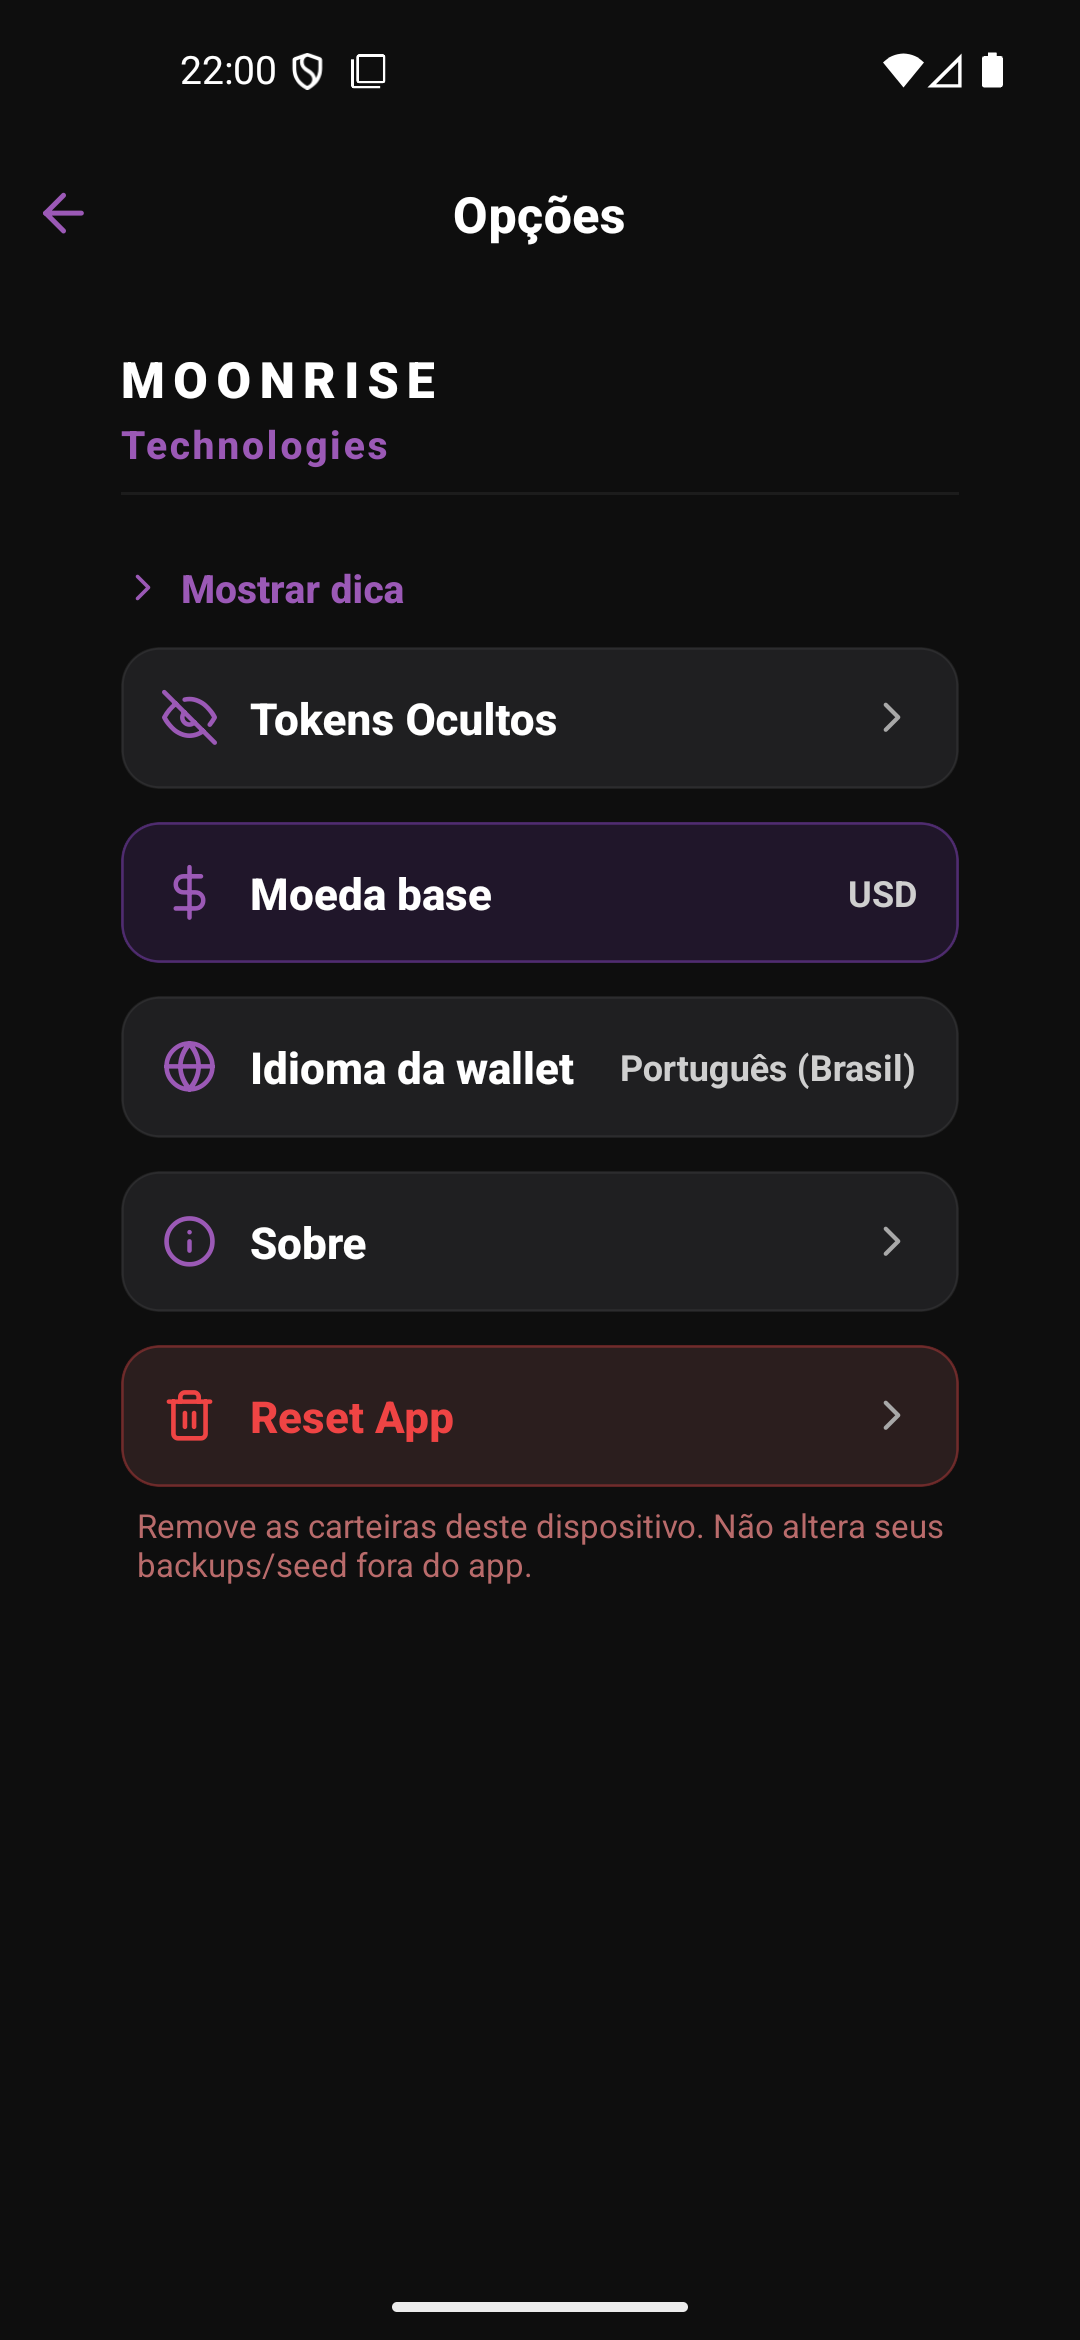 22:00
Opções
MOONRISE
Technologies
Mostrar dica
Tokens Ocultos
Moeda base USD
Idioma da wallet Português (Brasil)
Sobre
Reset App
Remove as carteiras deste dispositivo. Não altera seus
backups/seed fora do app.